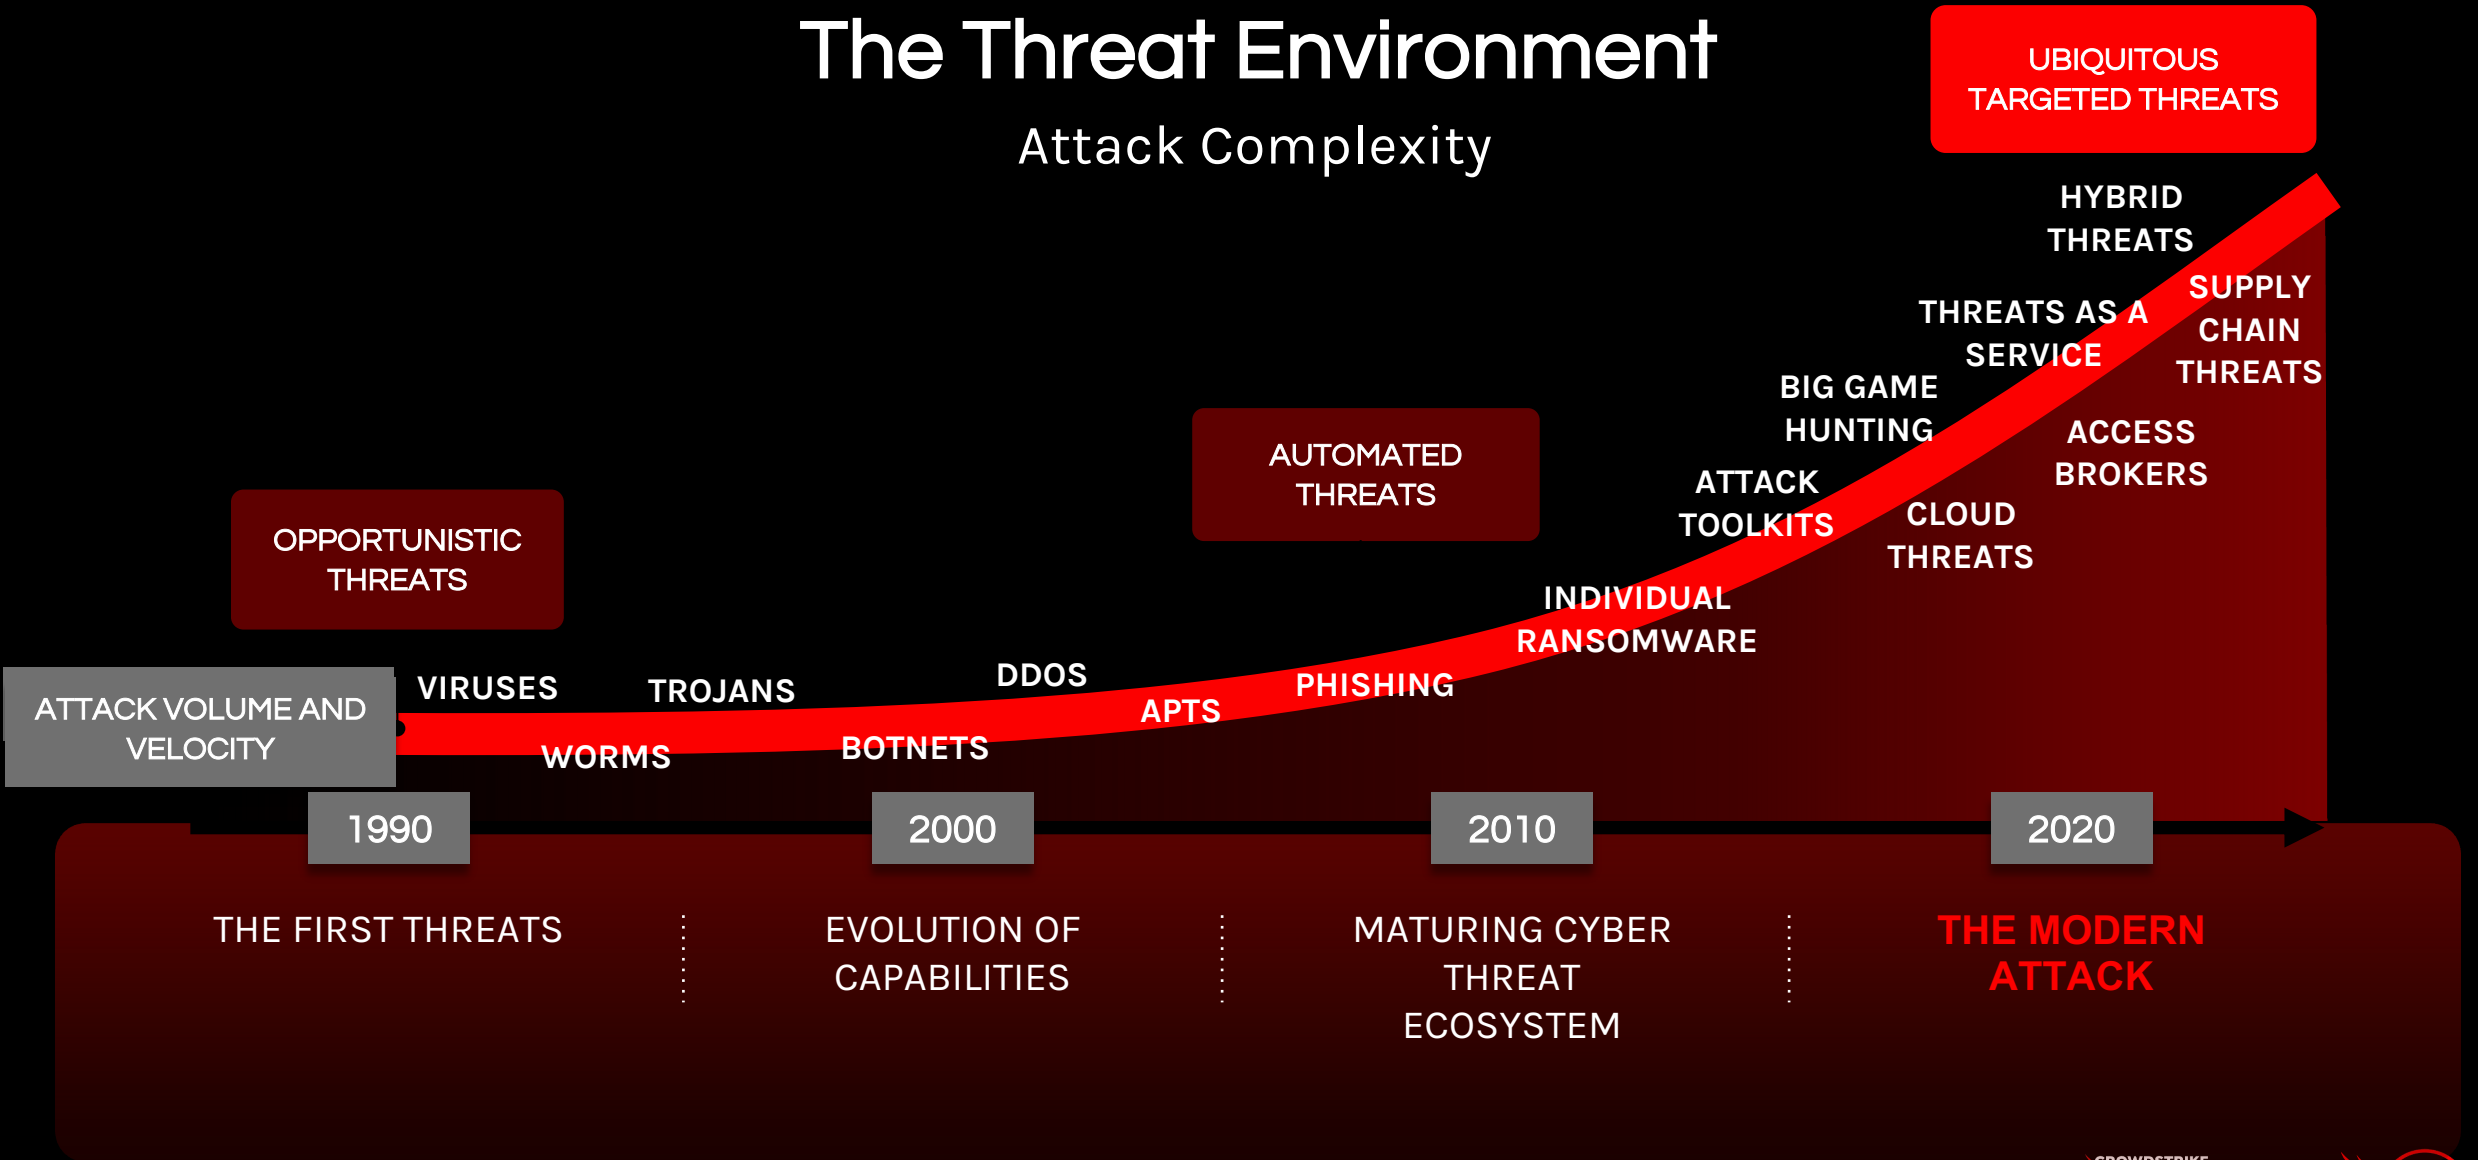 The Threat Environment
Attack Complexity
UBIQUITOUS
TARGETED THREATS
HYBRID
THREATS
SUPPLY
CHAIN
THREATS
THREATS AS A
SERVICE
BIG GAME
HUNTING
ACCESS
BROKERS
AUTOMATED
THREATS
ATTACK
TOOLKITS
CLOUD
THREATS
OPPORTUNISTIC
THREATS
INDIVIDUAL
RANSOMWARE
ATTACK VOLUME AND
VELOCITY
VIRUSES
WORMS
TROJANS
BOTNETS
DDOS
APTS
PHISHING
1990
2000
2010
2020
THE FIRST THREATS
EVOLUTION OF
CAPABILITIES
MATURING CYBER
THREAT
ECOSYSTEM
THE MODERN
ATTACK
CROWDSTRIKE